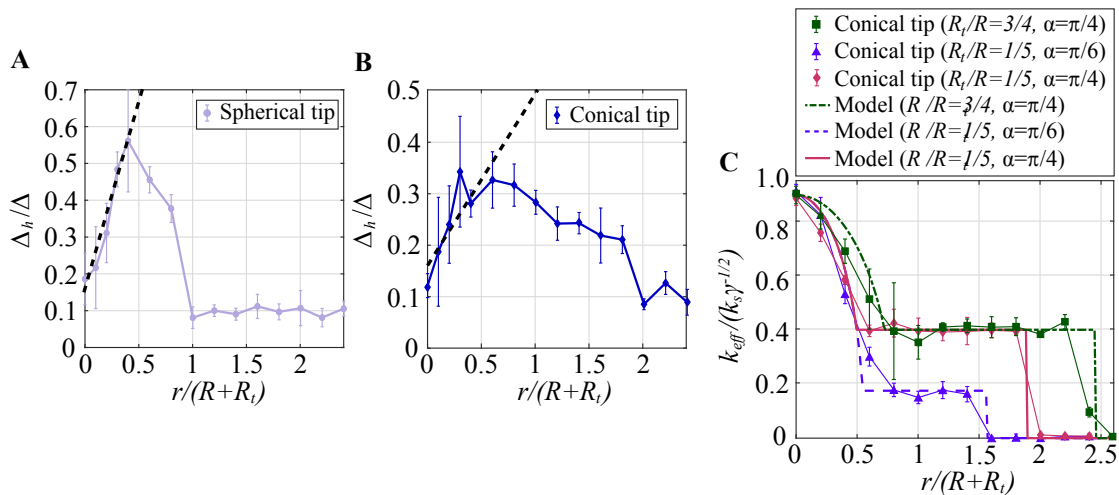 A
0.7
0.6
0.5
0.4
0.3
0.2
0.1
0
Δh/Δ
Spherical tip
0 0.5 1 1.5 2
r/(R+Rt)
B
0.5
0.4
0.3
0.2
0.1
0
Δh/Δ
Conical tip
0 0.5 1 1.5 2
r/(R+Rt)
Conical tip (Rt/R=3/4, α=π/4)
Conical tip (Rt/R=1/5, α=π/6)
Conical tip (Rt/R=1/5, α=π/4)
Model (Rt/R=3/4, α=π/4)
Model (Rt/R=1/5, α=π/6)
Model (Rt/R=1/5, α=π/4)
C
1.0
0.8
0.6
0.4
0.2
0
keff/(ksγ-1/2)
0 0.5 1 1.5 2 2.5
r/(R+Rt)